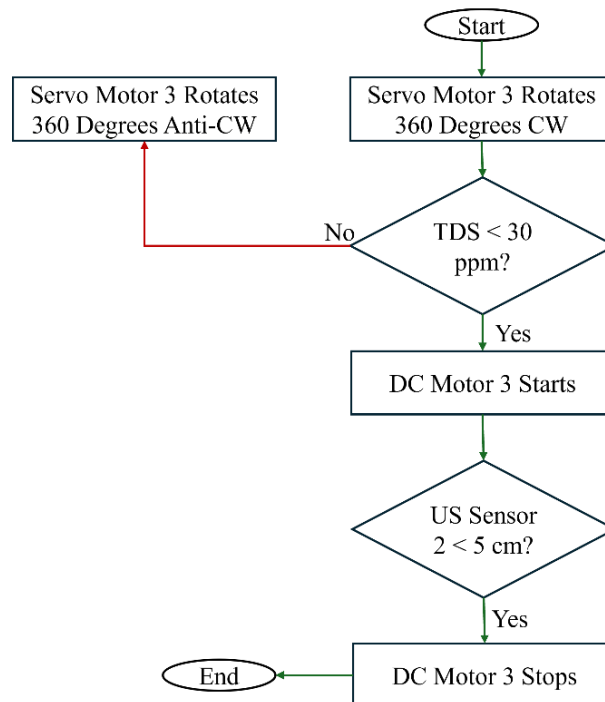 Start
Servo Motor 3 Rotates
360 Degrees Anti-CW
Servo Motor 3 Rotates
360 Degrees CW
No
TDS < 30
ppm?
Yes
DC Motor 3 Starts
US Sensor
2 < 5 cm?
Yes
End
DC Motor 3 Stops